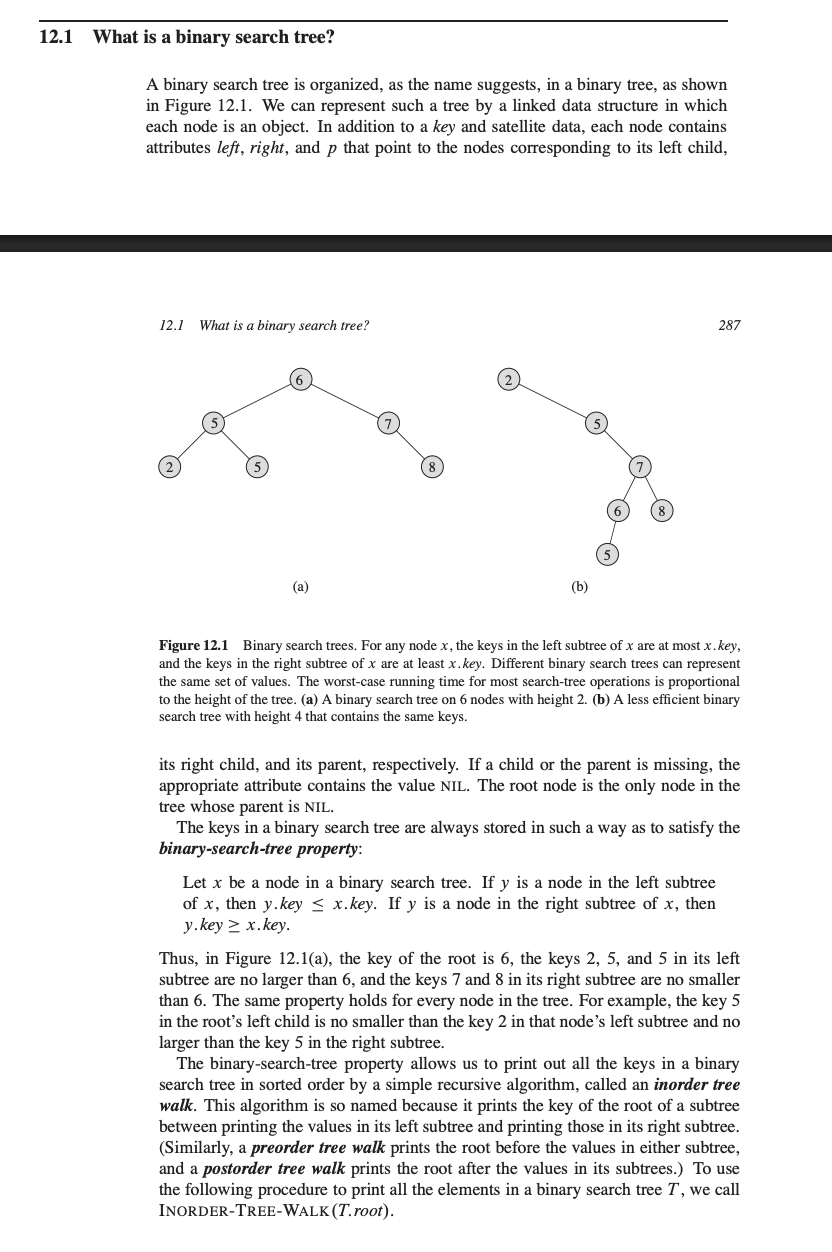 12.1 What is a binary search tree?
A binary search tree is organized, as the name suggests, in a binary tree, as shown
in Figure 12.1. We can represent such a tree by a linked data structure in which
each node is an object. In addition to a key and satellite data, each node contains
attributes left, right, and p that point to the nodes corresponding to its left child,
12.1 What is a binary search tree? 287
6 2
5 7 5
2 5 8 7
6 8
5
(a) (b)
Figure 12.1 Binary search trees. For any node x, the keys in the left subtree of x are at most x.key,
and the keys in the right subtree of x are at least x.key. Different binary search trees can represent
the same set of values. The worst-case running time for most search-tree operations is proportional
to the height of the tree. (a) A binary search tree on 6 nodes with height 2. (b) A less efficient binary
search tree with height 4 that contains the same keys.
its right child, and its parent, respectively. If a child or the parent is missing, the
appropriate attribute contains the value NIL. The root node is the only node in the
tree whose parent is NIL.
The keys in a binary search tree are always stored in such a way as to satisfy the
binary-search-tree property:
Let x be a node in a binary search tree. If y is a node in the left subtree
of x, then y.key ≤ x.key. If y is a node in the right subtree of x, then
y.key ≥ x.key.
Thus, in Figure 12.1(a), the key of the root is 6, the keys 2, 5, and 5 in its left
subtree are no larger than 6, and the keys 7 and 8 in its right subtree are no smaller
than 6. The same property holds for every node in the tree. For example, the key 5
in the root's left child is no smaller than the key 2 in that node's left subtree and no
larger than the key 5 in the right subtree.
The binary-search-tree property allows us to print out all the keys in a binary
search tree in sorted order by a simple recursive algorithm, called an inorder tree
walk. This algorithm is so named because it prints the key of the root of a subtree
between printing the values in its left subtree and printing those in its right subtree.
(Similarly, a preorder tree walk prints the root before the values in either subtree,
and a postorder tree walk prints the root after the values in its subtrees.) To use
the following procedure to print all the elements in a binary search tree T, we call
INORDER-TREE-WALK(T.root).